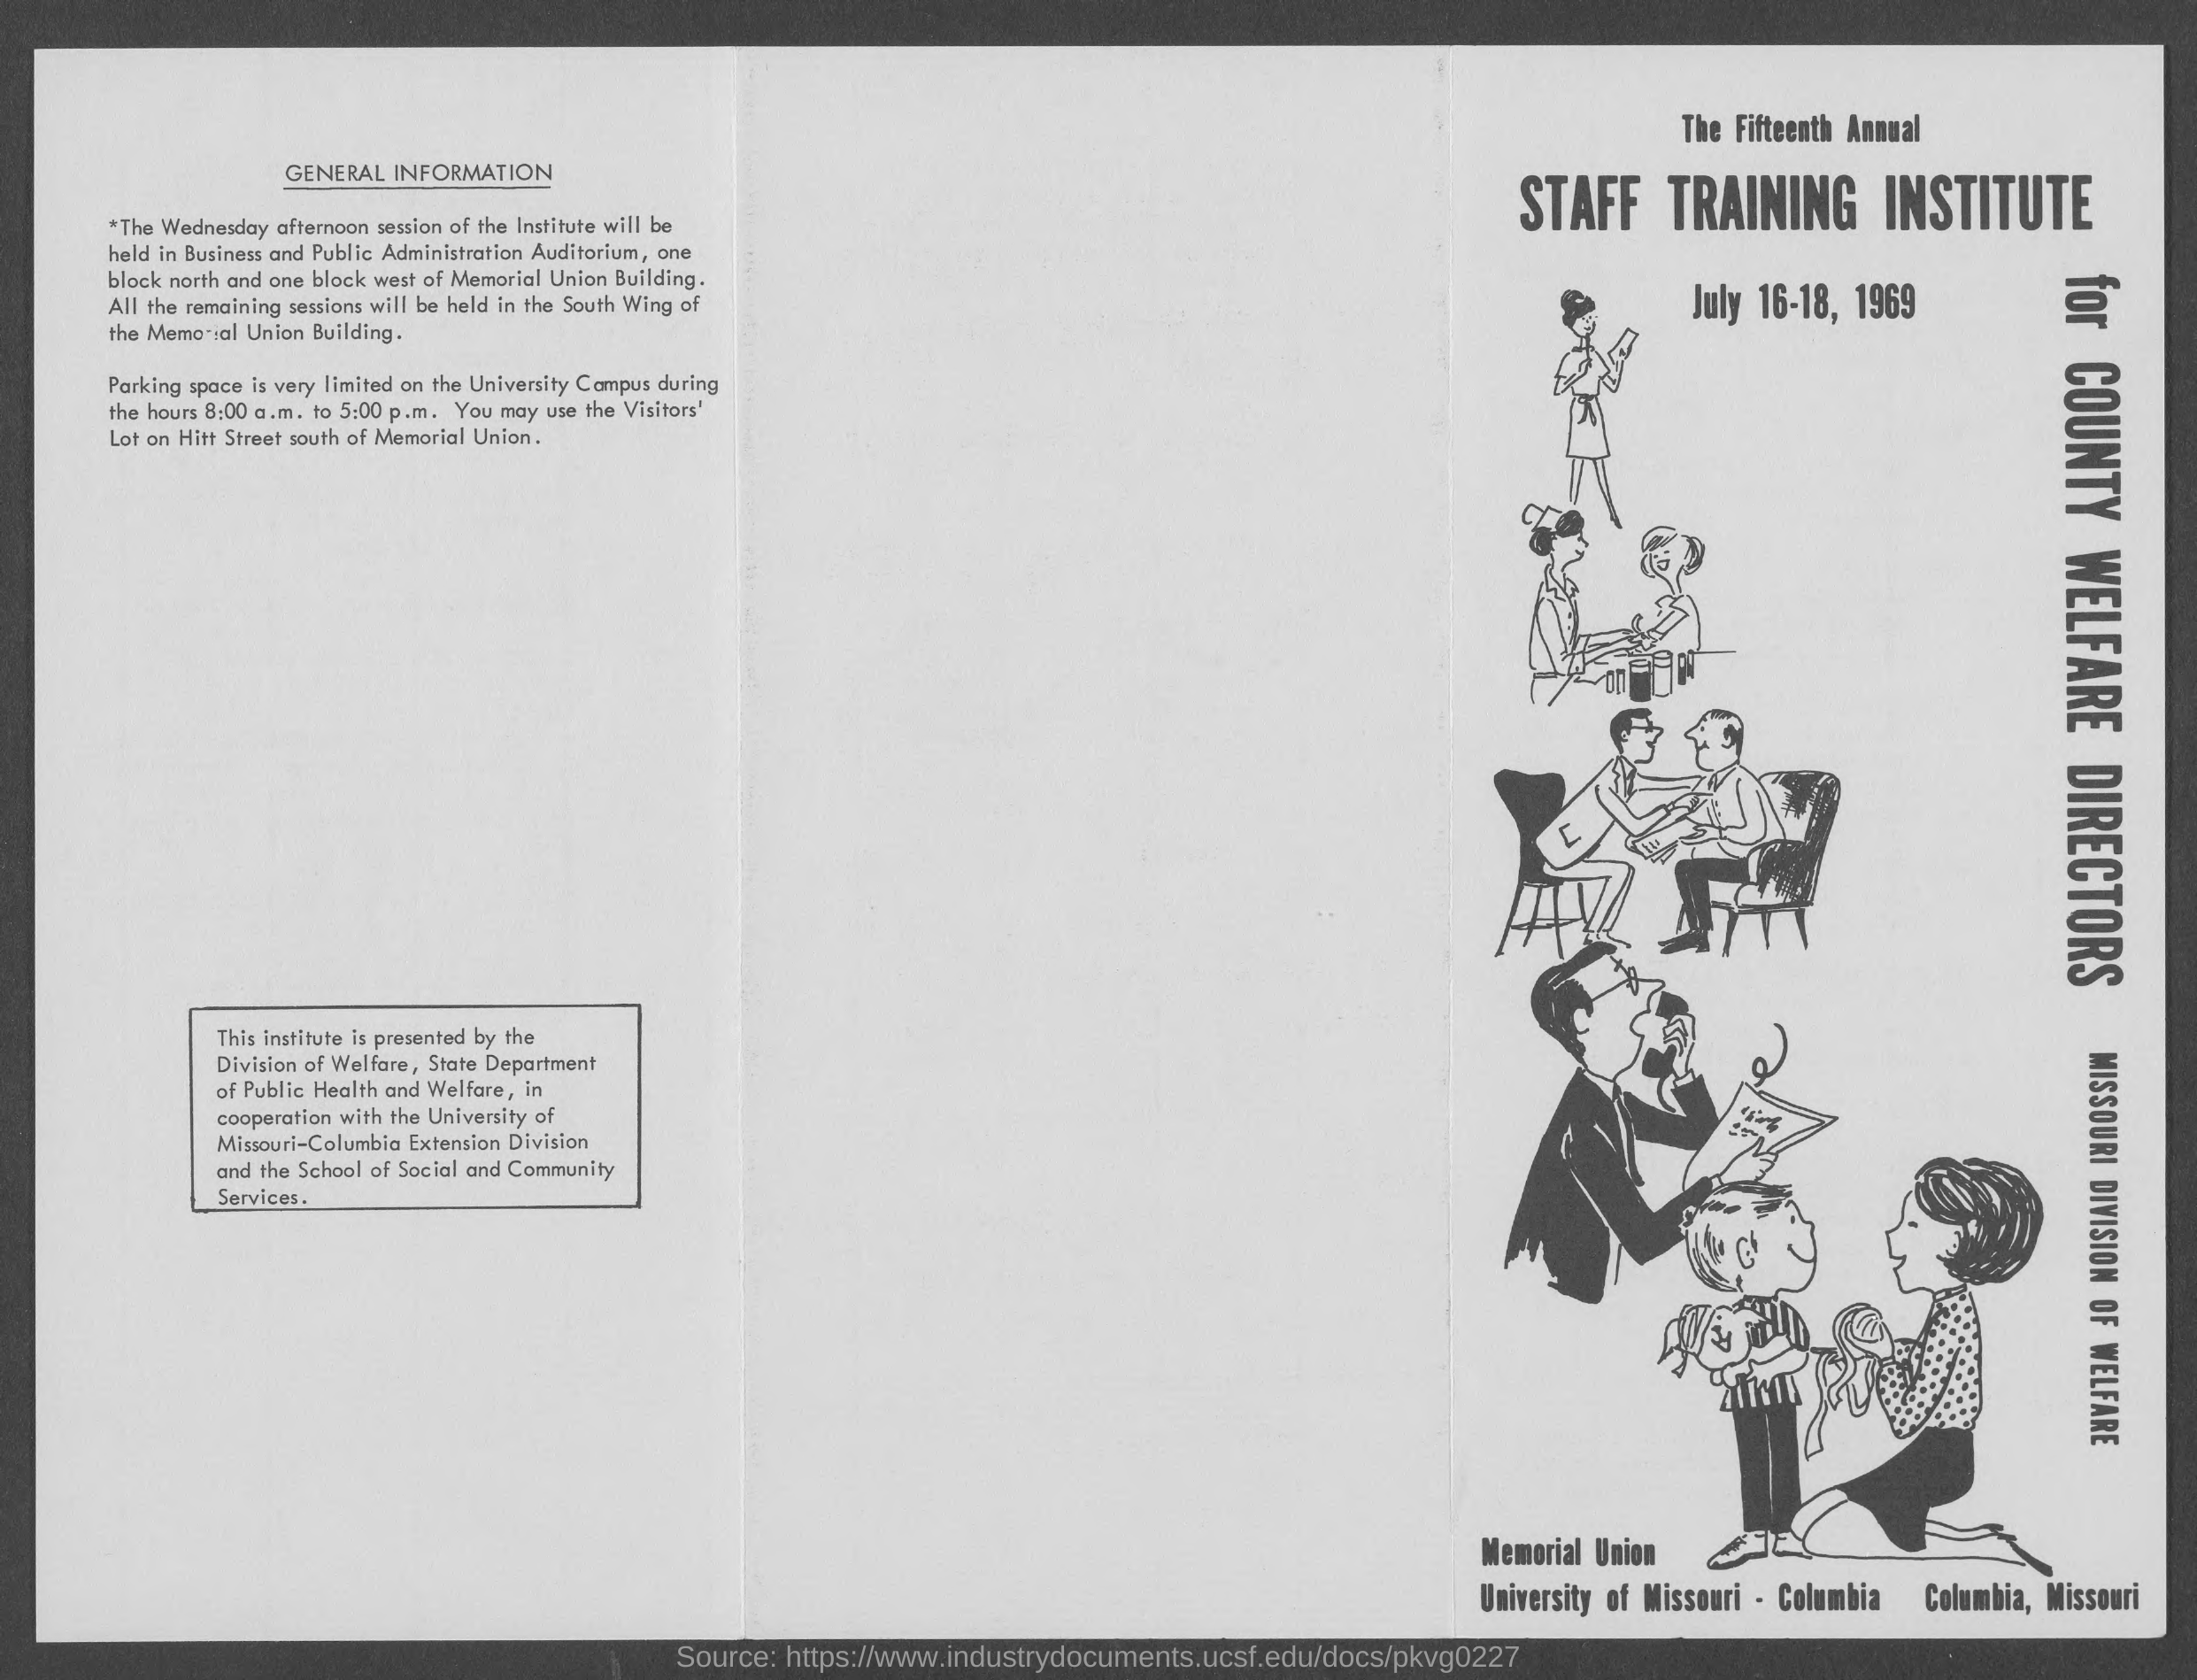 GENERAL INFORMATION
*The Wednesday afternoon session of the Institute will be
held in Business and Public Administration Auditorium, one
block north and one block west of Memorial Union Building.
All the remaining sessions will be held in the South Wing of
the Memorial Union Building.
Parking space is very limited on the University Campus during
the hours 8:00 a.m. to 5:00 p.m. You may use the Visitors'
Lot on Hitt Street south of Memorial Union.
This institute is presented by the
Division of Welfare, State Department
of Public Health and Welfare, in
cooperation with the University of
Missouri-Columbia Extension Division
and the School of Social and Community
Services.
The Fifteenth Annual
STAFF TRAINING INSTITUTE
July 16-18, 1969
for COUNTY WELFARE DIRECTORS
MISSOURI DIVISION OF WELFARE
Memorial Union
University of Missouri - Columbia Columbia, Missouri
Source: https://www.industrydocuments.ucsf.edu/docs/pkvg0227